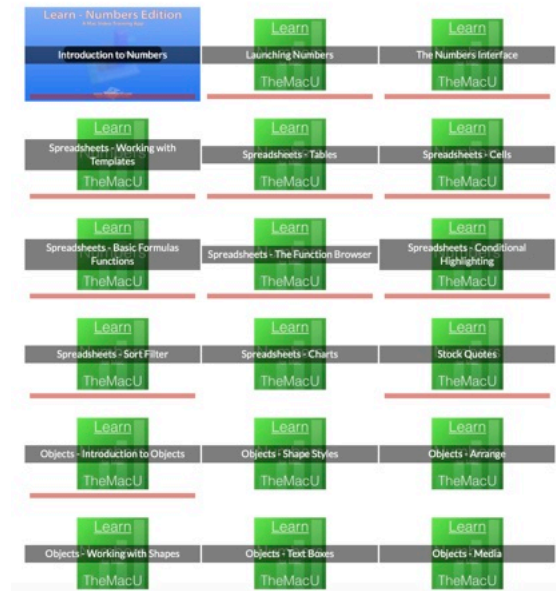 Learn - Numbers Edition
Introduction to Numbers
Learn
Launching Numbers
TheMacU
Learn
The Numbers Interface
TheMacU
Learn
Spreadsheets - Working with
Templates
TheMacU
Learn
Spreadsheets - Tables
TheMacU
Learn
Spreadsheets - Cells
TheMacU
Learn
Spreadsheets - Basic Formulas
Functions
TheMacU
Learn
Spreadsheets - The Function Browser
TheMacU
Learn
Spreadsheets - Conditional
Highlighting
TheMacU
Learn
Spreadsheets - Sort Filter
TheMacU
Learn
Spreadsheets - Charts
TheMacU
Learn
Stock Quotes
TheMacU
Learn
Objects - Introduction to Objects
TheMacU
Learn
Objects - Shape Styles
TheMacU
Learn
Objects - Arrange
TheMacU
Learn
Objects - Working with Shapes
TheMacU
Learn
Objects - Text Boxes
TheMacU
Learn
Objects - Media
TheMacU